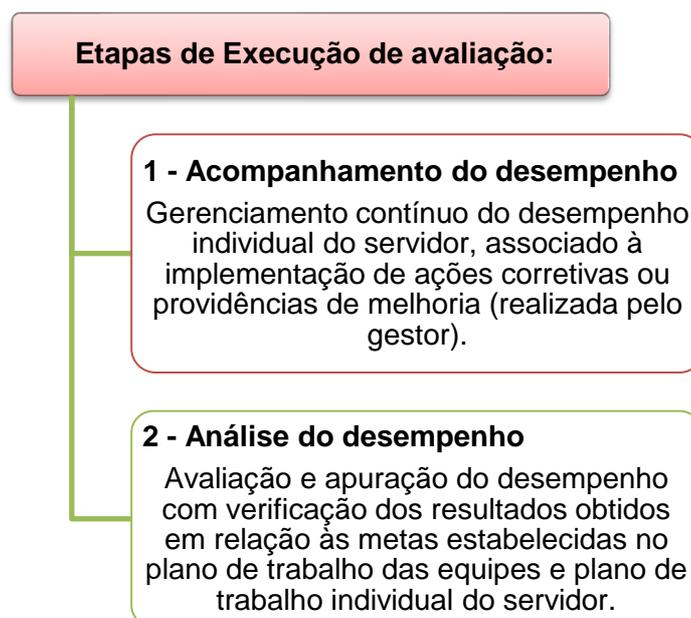 Etapas de Execução de avaliação:
1 - Acompanhamento do desempenho
Gerenciamento contínuo do desempenho
individual do servidor, associado à
implementação de ações corretivas ou
providências de melhoria (realizada pelo
gestor).
2 - Análise do desempenho
Avaliação e apuração do desempenho
com verificação dos resultados obtidos
em relação às metas estabelecidas no
plano de trabalho das equipes e plano de
trabalho individual do servidor.